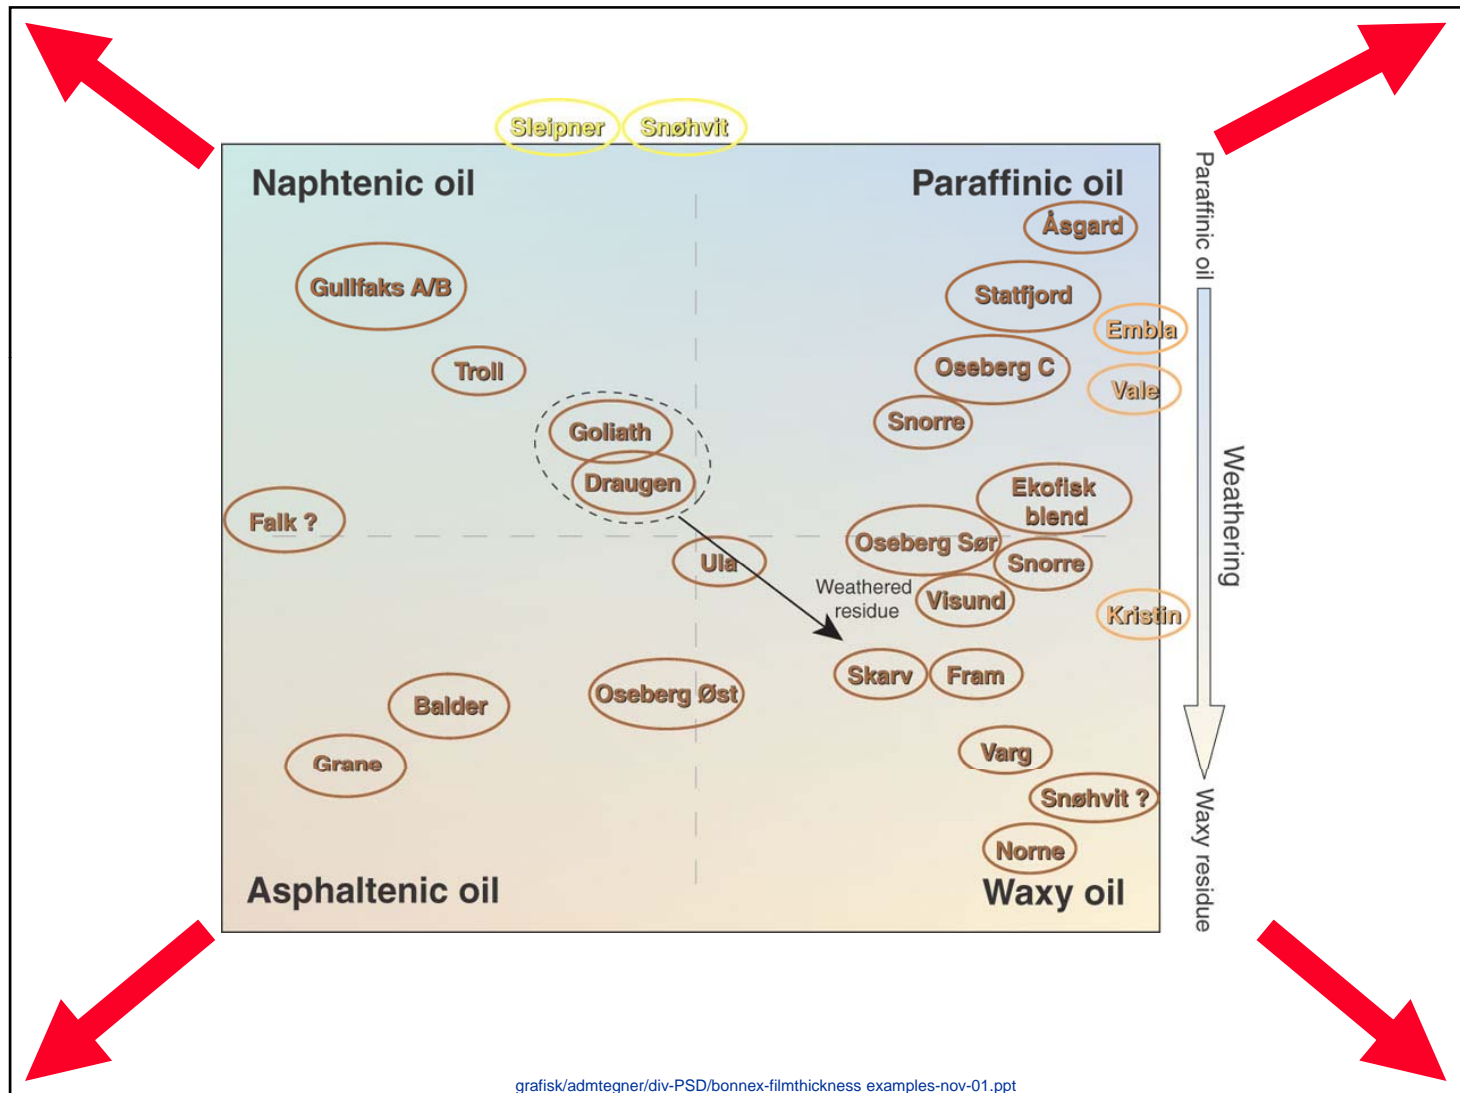 Sleipner
Snøhvit
Naphtenic oil
Paraffinic oil
Åsgard
Gullfaks A/B
Statfjord
Embla
Troll
Oseberg C
Vale
Goliath
Snorre
Draugen
Ekofisk
blend
Falk ?
Oseberg Sør
Ula
Snorre
Weathered
residue
Visund
Kristin
Skarv
Fram
Balder
Oseberg Øst
Grane
Varg
Snøhvit ?
Norne
Asphaltenic oil
Waxy oil
Paraffinic oil
Weathering
Waxy residue
grafisk/admtegner/div-PSD/bonnex-filmthickness examples-nov-01.ppt